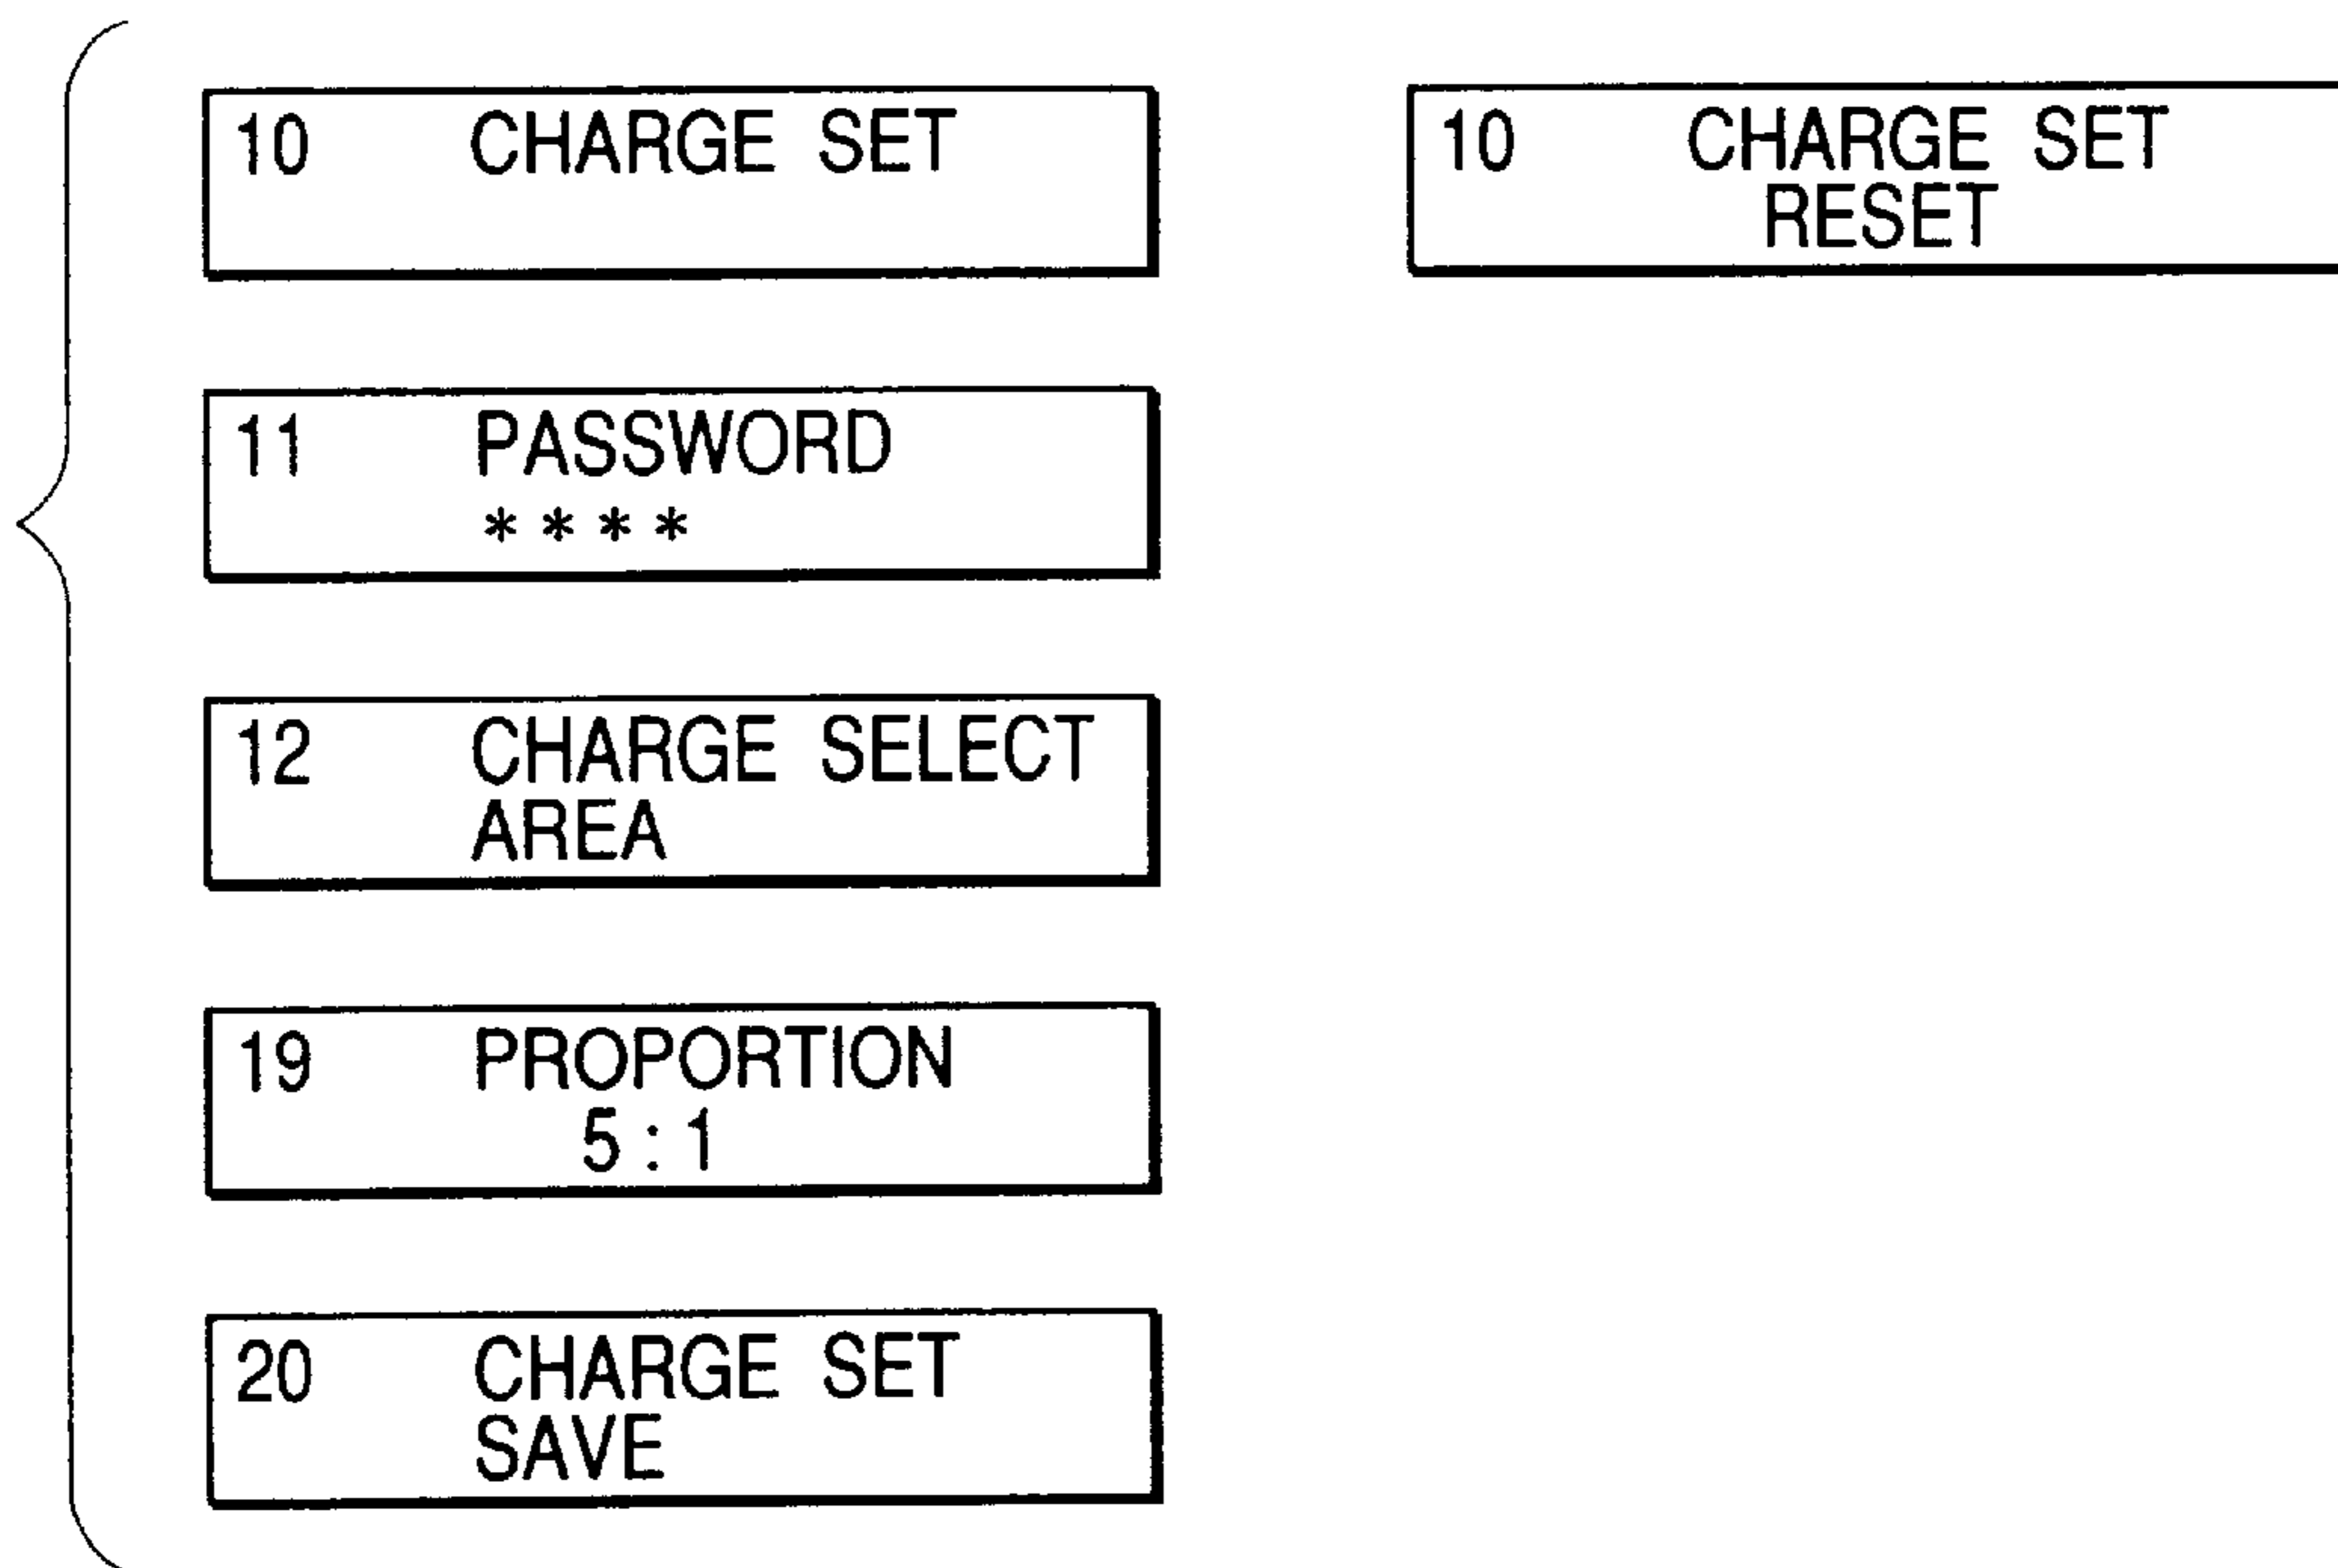 10 CHARGE SET
11 PASSWORD
* * * *
12 CHARGE SELECT
AREA
19 PROPORTION
5 : 1
20 CHARGE SET
SAVE
10 CHARGE SET
RESET